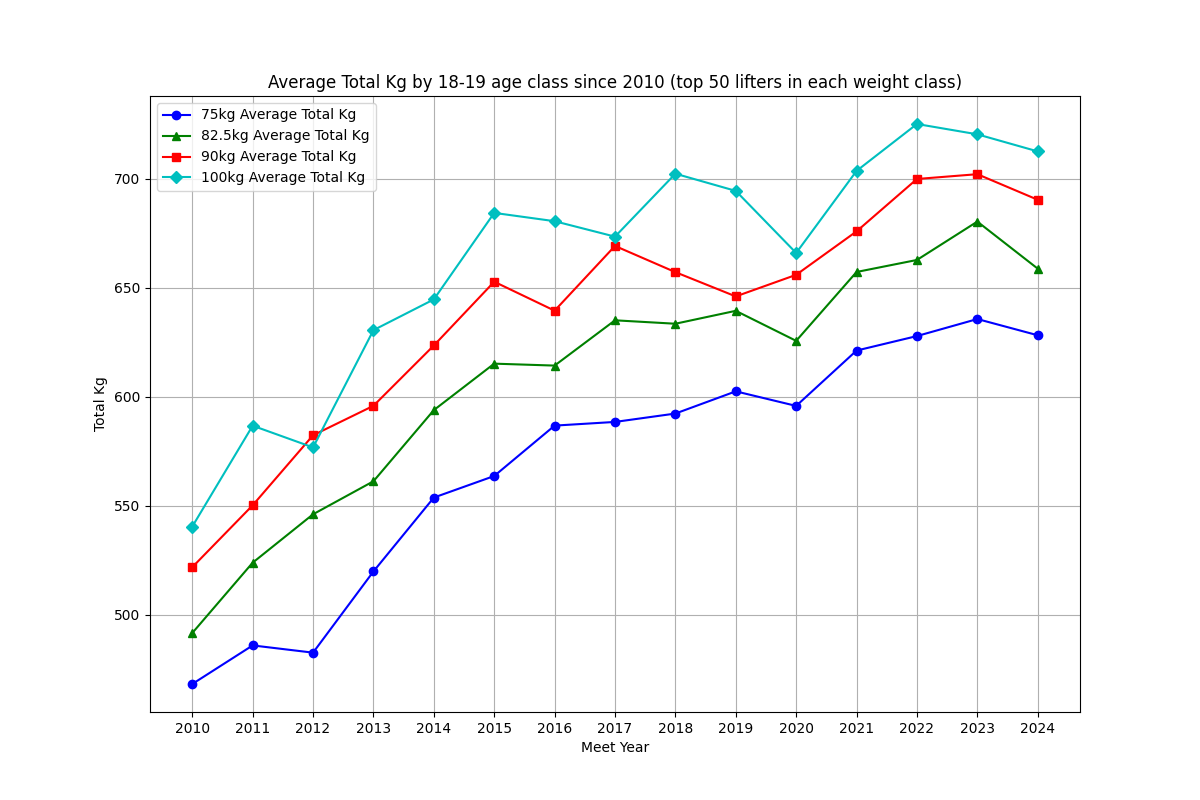 Average Total Kg by 18-19 age class since 2010 (top 50 lifters in each weight class)
75kg Average Total Kg
82.5kg Average Total Kg
90kg Average Total Kg
100kg Average Total Kg
700
650
600
550
500
Total Kg
2010 2011 2012 2013 2014 2015 2016 2017 2018 2019 2020 2021 2022 2023 2024
Meet Year